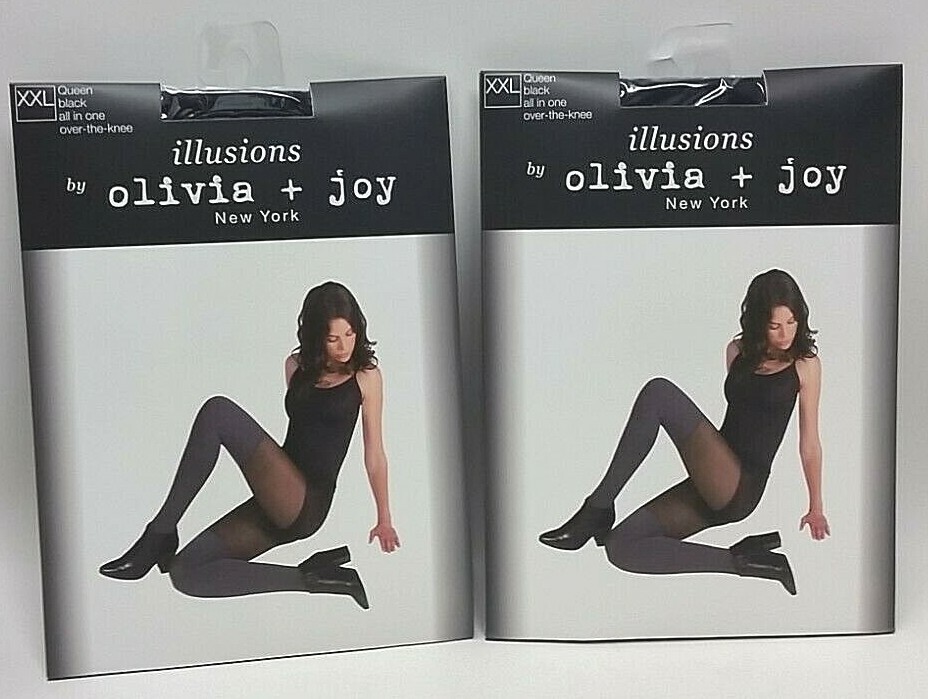 XXL
Queen
black
all in one
over-the-knee
illusions
by olivia + joy
New York
XXL
Queen
black
all in one
over-the-knee
illusions
by olivia + joy
New York